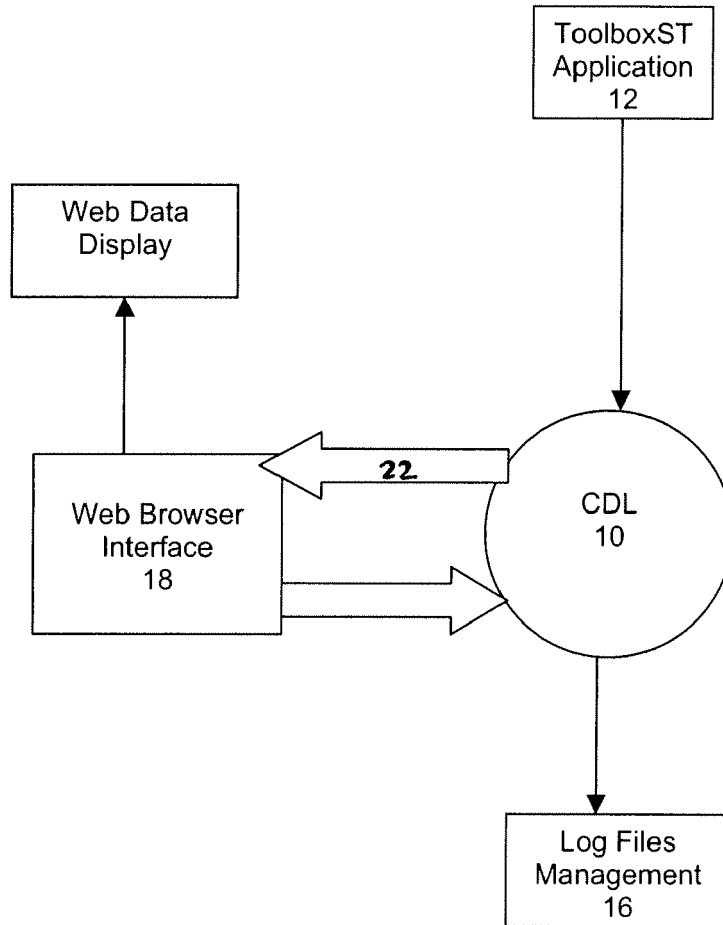 ToolboxST
Application
12
Web Data
Display
22
CDL
10
Web Browser
Interface
18
Log Files
Management
16